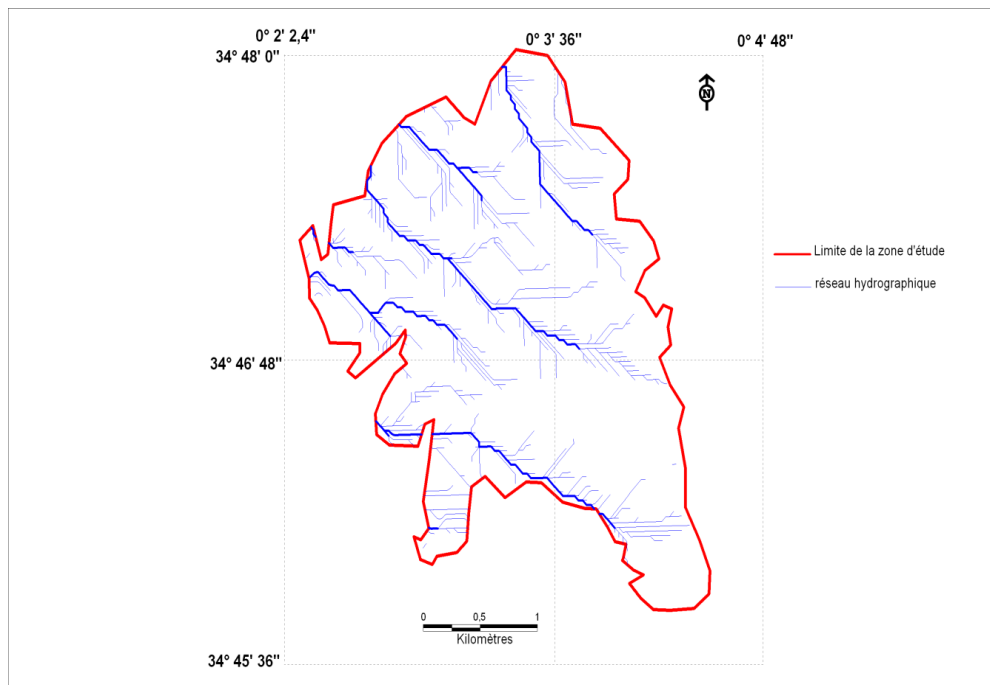 0° 2' 2,4" 0° 3' 36" 0° 4' 48"
34° 48' 0"
N
Limite de la zone d'étude
réseau hydrographique
34° 46' 48"
0 0,5 1
Kilomètres
34° 45' 36"